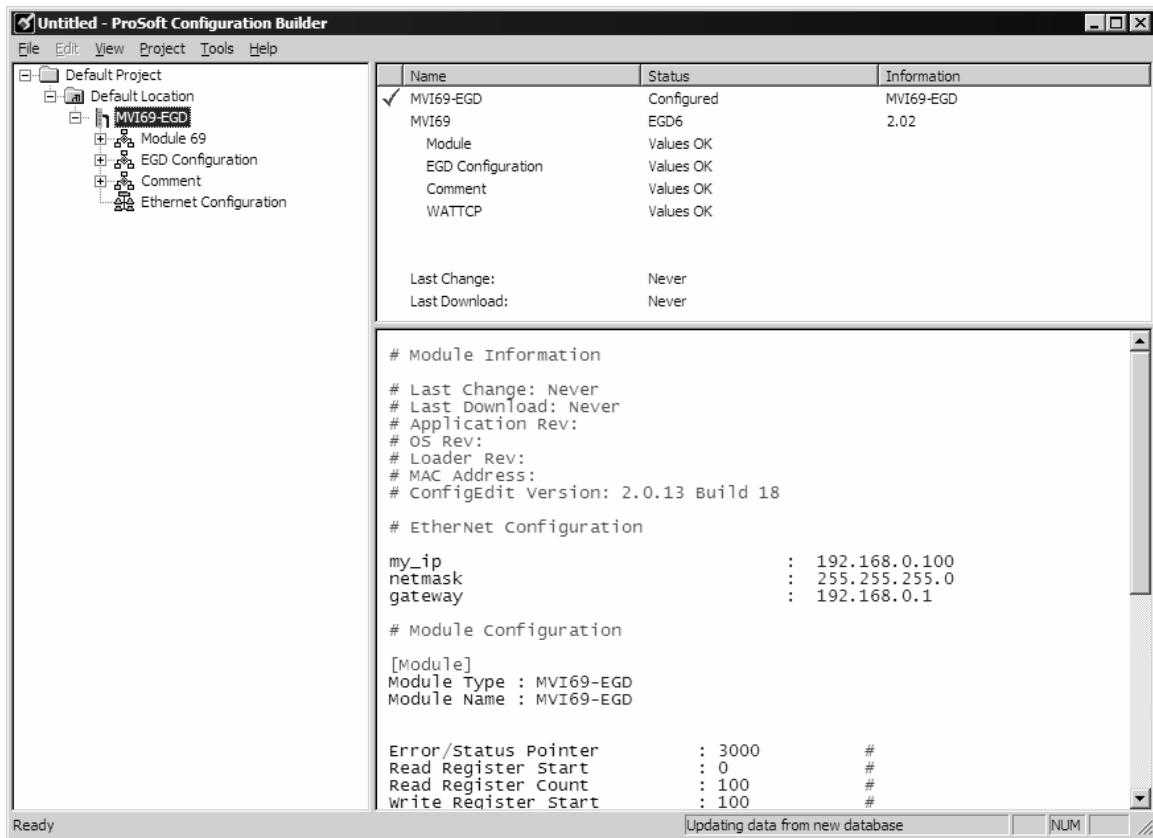 Untitled - ProSoft Configuration Builder
File Edit View Project Tools Help
Default Project
Default Location
MVI69-EGD
Module 69
EGD Configuration
Comment
Ethernet Configuration
Name Status Information
MVI69-EGD Configured MVI69-EGD
MVI69 EGD6 2.02
Module Values OK
EGD Configuration Values OK
Comment Values OK
WATTCP Values OK
Last Change: Never
Last Download: Never
# Module Information
# Last Change: Never
# Last Download: Never
# Application Rev:
# OS Rev:
# Loader Rev:
# MAC Address:
# ConfigEdit Version: 2.0.13 Build 18
# EtherNet Configuration
my_ip : 192.168.0.100
netmask : 255.255.255.0
gateway : 192.168.0.1
# Module Configuration
[Module]
Module Type : MVI69-EGD
Module Name : MVI69-EGD
Error/Status Pointer : 3000 #
Read Register Start : 0 #
Read Register Count : 100 #
Write Register Start : 100 #
Ready Updating data from new database NUM